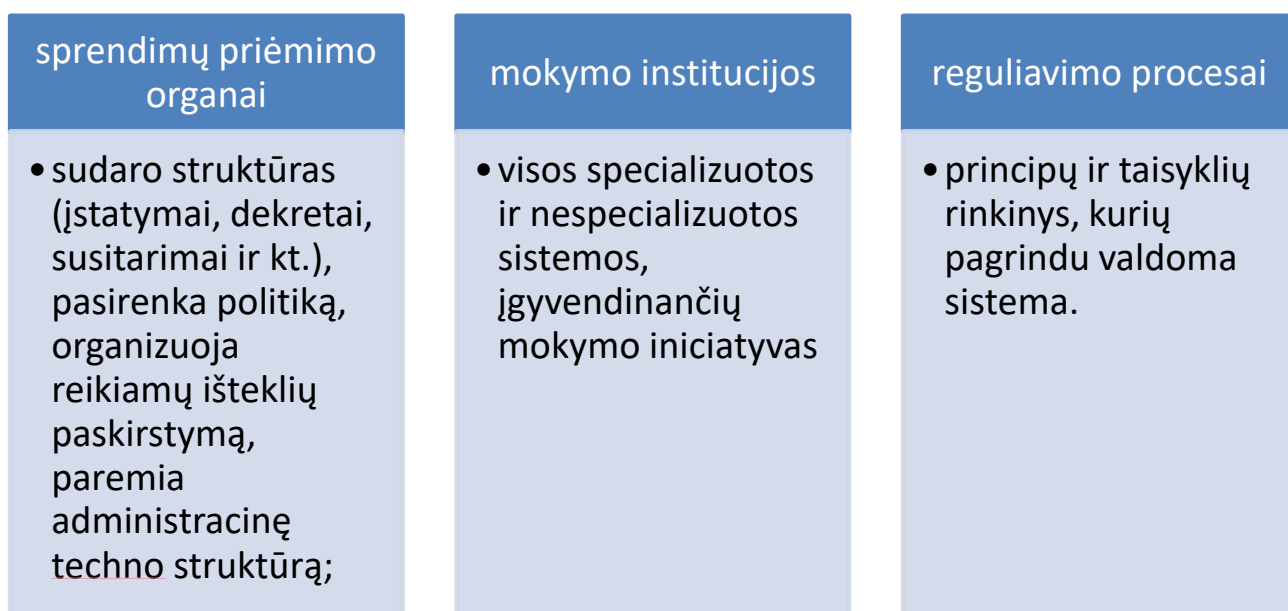 sprendimų priėmimo
organai
• sudaro struktūras
(įstatymai, dekretai,
susitarimai ir kt.),
pasirenka politiką,
organizuoja
reikiamų išteklių
paskirstymą,
paremia
administracinę
techno struktūrą;
mokymo institucijos
• visos specializuotos
ir nespecializuotos
sistemos,
įgyvendinančių
mokymo iniciatyvas
reguliavimo procesai
• principų ir taisyklių
rinkinys, kurių
pagrindu valdoma
sistema.